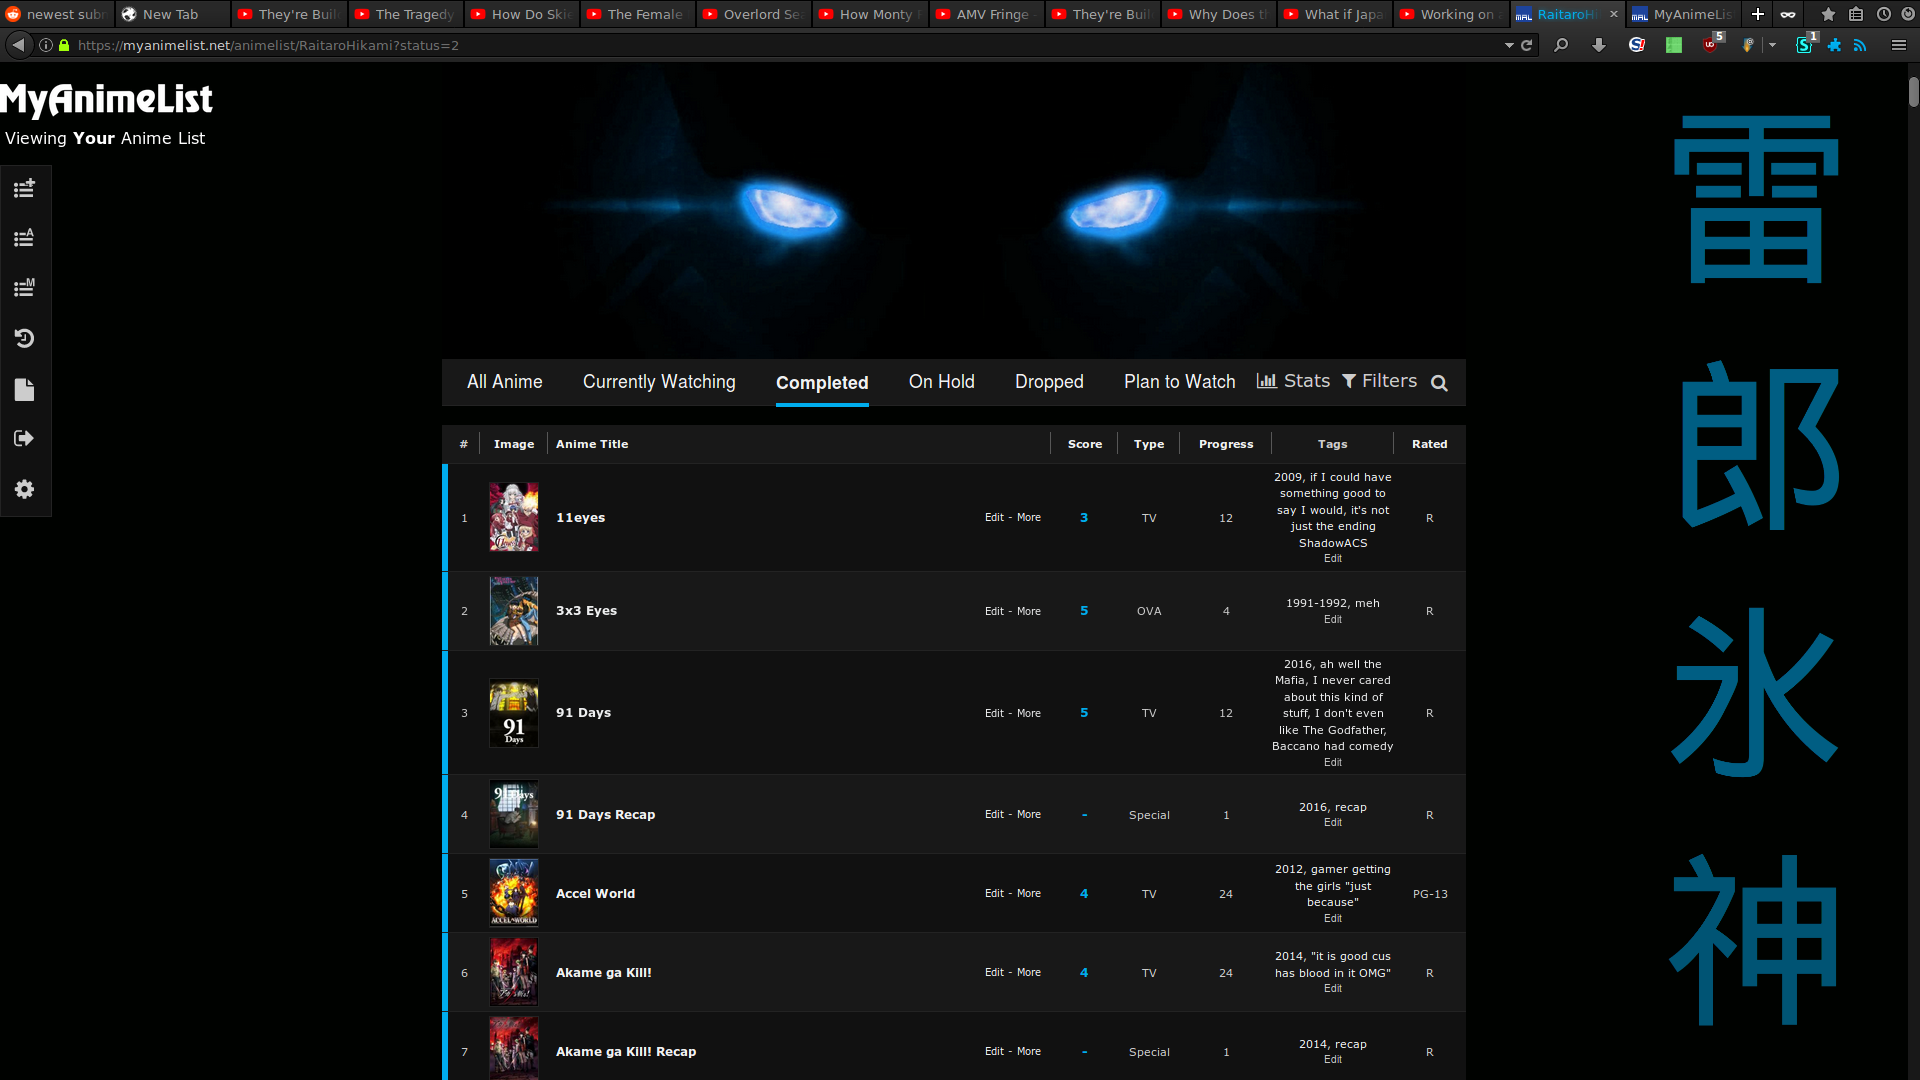 newest sub
New Tab
They're Buil
The Tragedy
How Do Skie
The Female
Overlord Sea
How Monty P
AMV Fringe -
They're Buil
Why Does th
What if Japa
Working on A
RaitaroHi
MyAnimeLis
https://myanimelist.net/animelist/RaitaroHikami?status=2
5
1
MyAnimeList
Viewing Your Anime List
A
M
雷
郎
氷
神
All Anime
Currently Watching
Completed
On Hold
Dropped
Plan to Watch
Stats
Filters
# Image Anime Title Score Type Progress Tags Rated
1 11eyes Edit - More 3 TV 12
2009, if I could have
something good to
say I would, it's not
just the ending
ShadowACS
Edit
R
2 3x3 Eyes Edit - More 5 OVA 4
1991-1992, meh
Edit
R
91
Days
3 91 Days Edit - More 5 TV 12
2016, ah well the
Mafia, I never cared
about this kind of
stuff, I don't even
like The Godfather,
Baccano had comedy
Edit
R
91 Days
4 91 Days Recap Edit - More - Special 1
2016, recap
Edit
R
ACCEL WORLD
5 Accel World Edit - More 4 TV 24
2012, gamer getting
the girls "just
because"
Edit
PG-13
6 Akame ga Kill! Edit - More 4 TV 24
2014, "it is good cus
has blood in it OMG"
Edit
R
7 Akame ga Kill! Recap Edit - More - Special 1
2014, recap
Edit
R